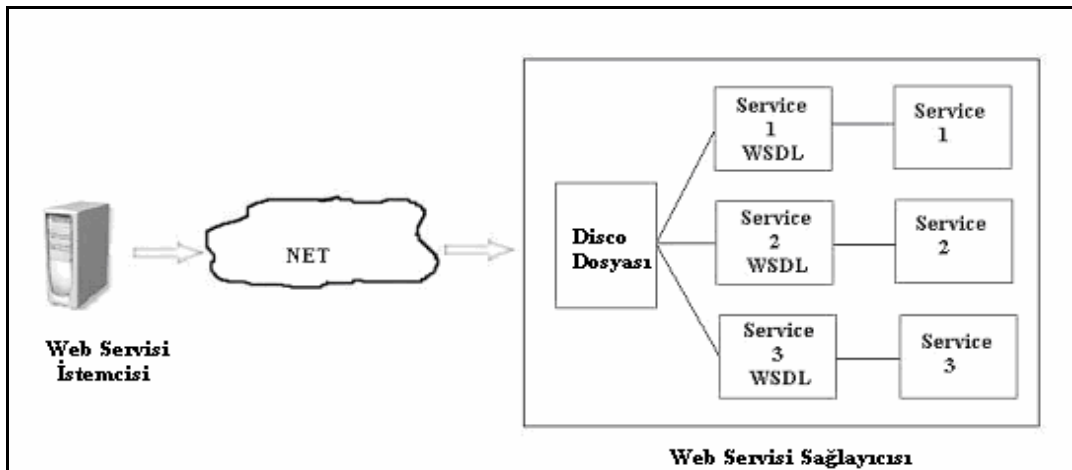 Web Servisi
İstemcisi
NET
Disco
Dosyası
Service
1
WSDL
Service
1
Service
2
WSDL
Service
2
Service
3
WSDL
Service
3
Web Servisi Sağlayıcısı